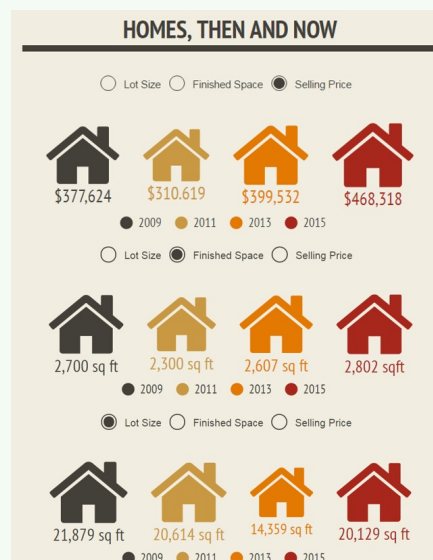 HOMES, THEN AND NOW
Lot Size Finished Space Selling Price
$377,624 $310.619 $399,532 $468,318
2009 2011 2013 2015
Lot Size Finished Space Selling Price
2,700 sq ft 2,300 sq ft 2,607 sq ft 2,802 sqft
2009 2011 2013 2015
Lot Size Finished Space Selling Price
21,879 sq ft 20,614 sq ft 14,359 sq ft 20,129 sq ft
2009 2011 2013 2015